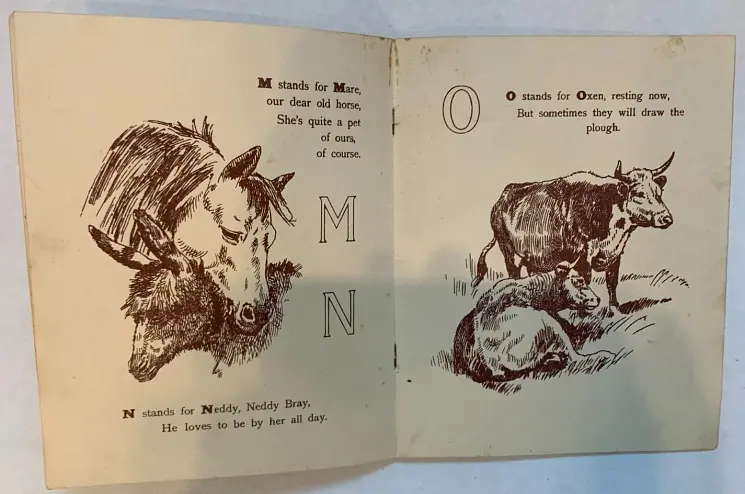 M stands for Mare,
our dear old horse,
She's quite a pet
of ours,
of course.
M
N
N stands for Neddy, Neddy Bray,
He loves to be by her all day.
O
O stands for Oxen, resting now,
But sometimes they will draw the
plough.